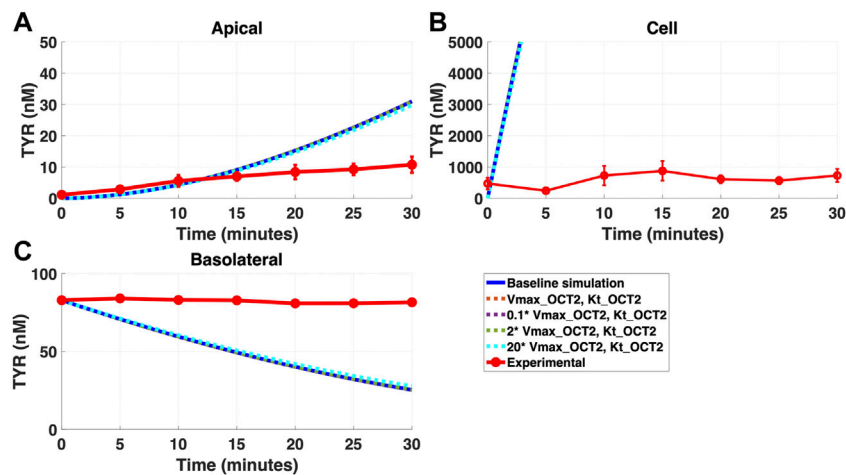 A
Apical
50
40
30
20
10
0
TYR (nM)
0 5 10 15 20 25 30
Time (minutes)
B
Cell
5000
4000
3000
2000
1000
0
TYR (nM)
0 5 10 15 20 25 30
Time (minutes)
C
Basolateral
100
50
0
TYR (nM)
0 5 10 15 20 25 30
Time (minutes)
Baseline simulation
Vmax_OCT2, Kt_OCT2
0.1* Vmax_OCT2, Kt_OCT2
2* Vmax_OCT2, Kt_OCT2
20* Vmax_OCT2, Kt_OCT2
Experimental